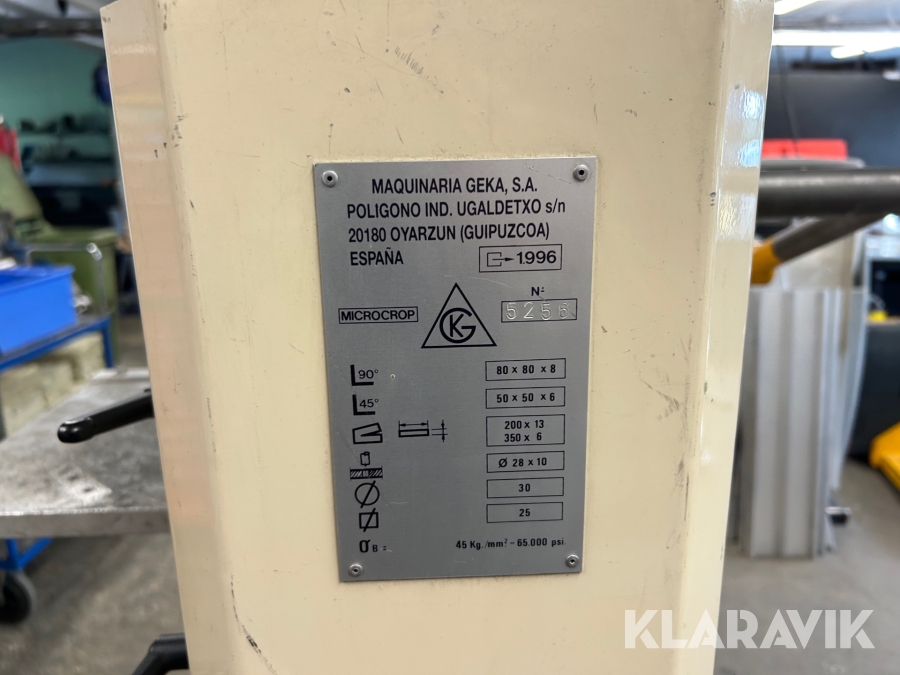 MAQUINARIA GEKA, S.A.
POLIGONO IND. UGALDETXO s/n
20180 OYARZUN (GUIPUZCOA)
ESPAÑA 1996
Nº
MICROCROP GK 5256
90° 80 x 80 x 8
45° 50 x 50 x 6
200 x 13
350 x 6
Ø 28 x 10
30
25
σB = 45 Kg./mm² - 65.000 psi
KLARAVIK